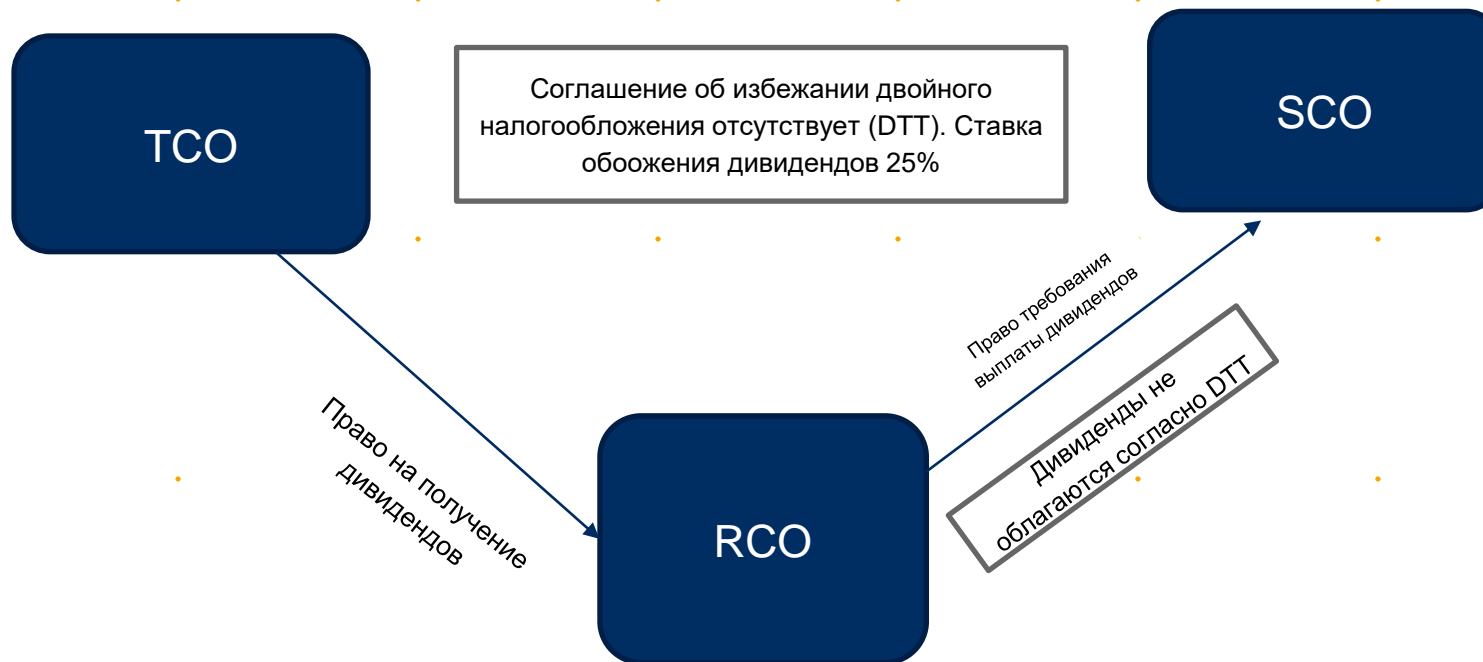 TCO
Соглашение об избежании двойного
налогообложения отсутствует (DTT). Ставка
обоожения дивидендов 25%
SCO
Право на получение
дивидендов
RCO
Право требования
выплаты дивидендов
Дивиденды не
облагаются согласно DTT